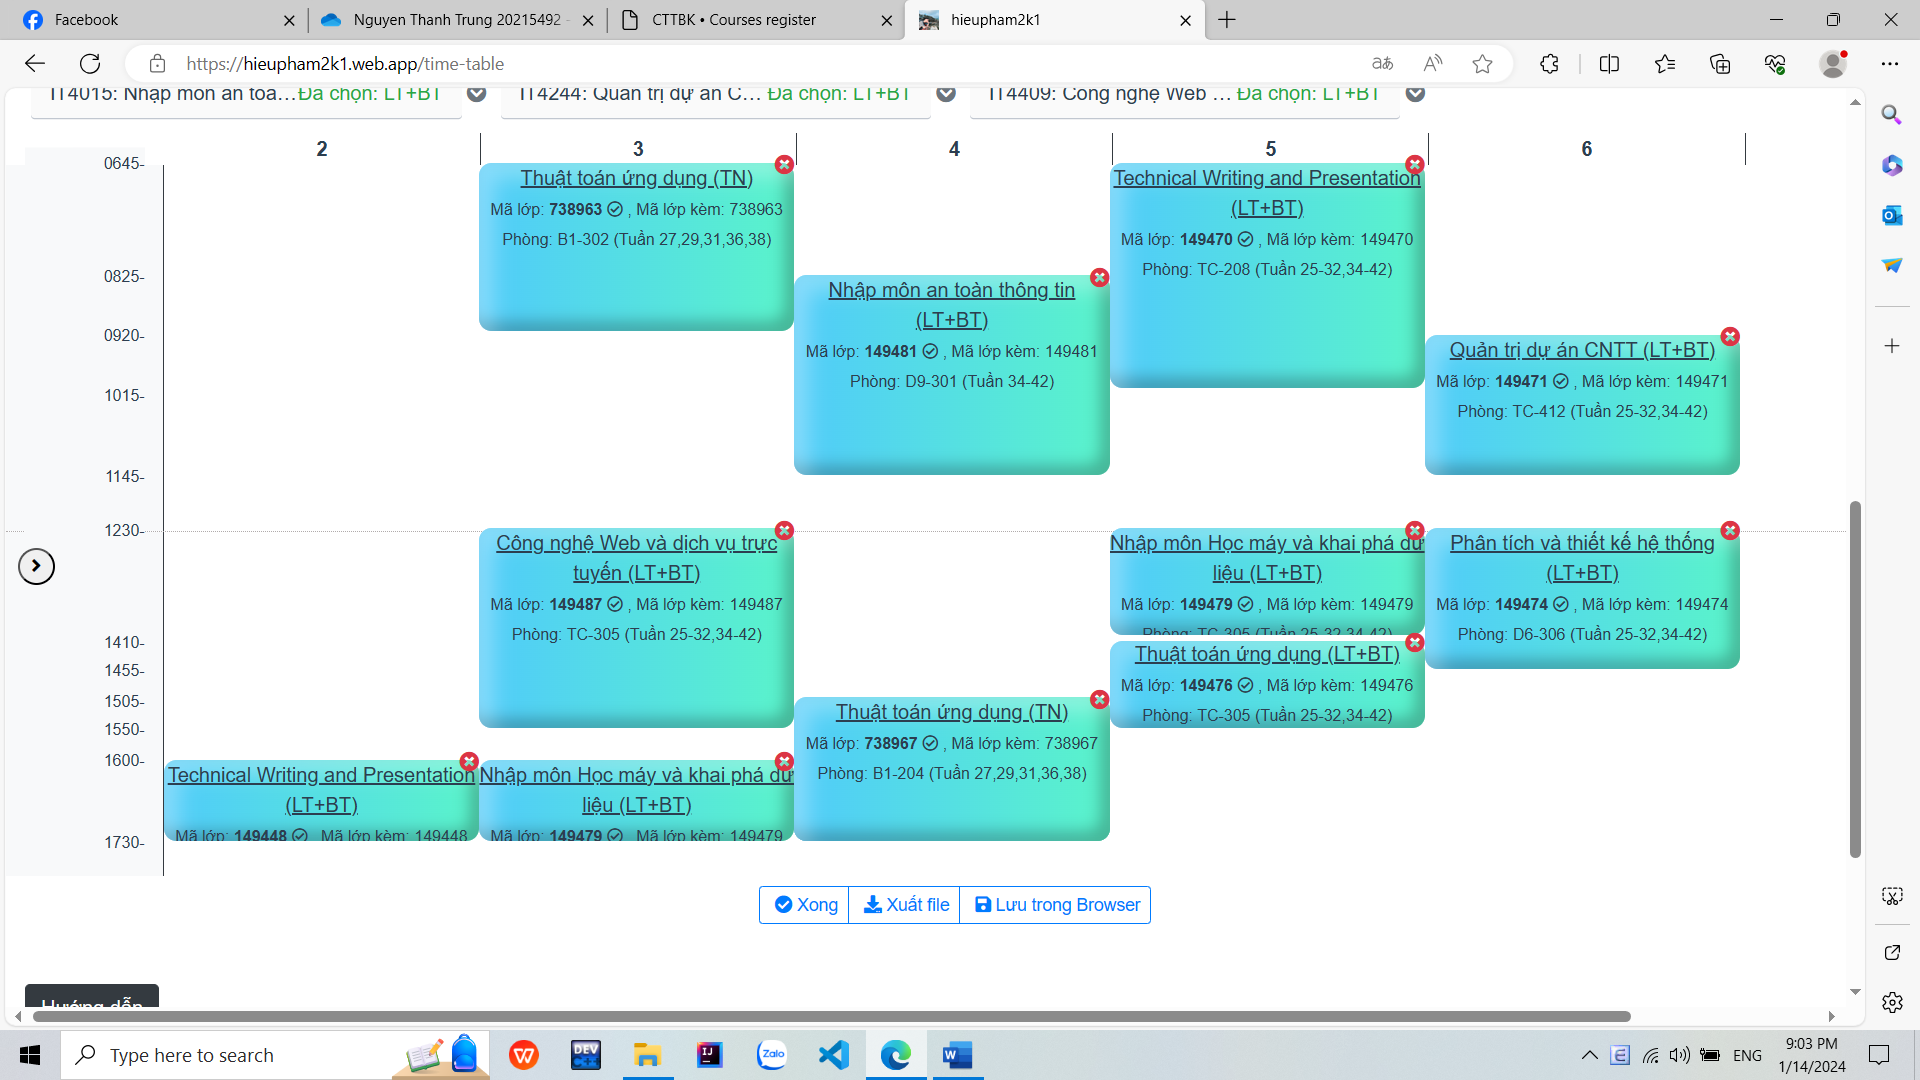 Facebook
Nguyen Thanh Trung 20215492 -
CTTBK • Courses register
hieupham2k1
https://hieupham2k1.web.app/time-table
IT4015: Nhập môn an toà…Đã chọn: LT+BT
IT4244: Quản trị dự án C… Đã chọn: LT+BT
IT4409: Công nghệ Web … Đã chọn: LT+BT
2
3
4
5
6
0645-
0825-
0920-
1015-
1145-
1230-
1410-
1455-
1505-
1550-
1600-
1730-
Thuật toán ứng dụng (TN)
Mã lớp: 738963 , Mã lớp kèm: 738963
Phòng: B1-302 (Tuần 27,29,31,36,38)
Technical Writing and Presentation
(LT+BT)
Mã lớp: 149470 , Mã lớp kèm: 149470
Phòng: TC-208 (Tuần 25-32,34-42)
Nhập môn an toàn thông tin
(LT+BT)
Mã lớp: 149481 , Mã lớp kèm: 149481
Phòng: D9-301 (Tuần 34-42)
Quản trị dự án CNTT (LT+BT)
Mã lớp: 149471 , Mã lớp kèm: 149471
Phòng: TC-412 (Tuần 25-32,34-42)
Công nghệ Web và dịch vụ trực
tuyến (LT+BT)
Mã lớp: 149487 , Mã lớp kèm: 149487
Phòng: TC-305 (Tuần 25-32,34-42)
Nhập môn Học máy và khai phá dữ
liệu (LT+BT)
Mã lớp: 149479 , Mã lớp kèm: 149479
Phòng: TC-305 (Tuần 25-32,34-42)
Phân tích và thiết kế hệ thống
(LT+BT)
Mã lớp: 149474 , Mã lớp kèm: 149474
Phòng: D6-306 (Tuần 25-32,34-42)
Thuật toán ứng dụng (LT+BT)
Mã lớp: 149476 , Mã lớp kèm: 149476
Phòng: TC-305 (Tuần 25-32,34-42)
Thuật toán ứng dụng (TN)
Mã lớp: 738967 , Mã lớp kèm: 738967
Phòng: B1-204 (Tuần 27,29,31,36,38)
Technical Writing and Presentation
(LT+BT)
Mã lớp: 149448 , Mã lớp kèm: 149448
Nhập môn Học máy và khai phá dữ
liệu (LT+BT)
Mã lớp: 149479 , Mã lớp kèm: 149479
Xong
Xuất file
Lưu trong Browser
Hướng dẫn
Type here to search
DEV C++
IJ
Zalo
ENG
9:03 PM
1/14/2024